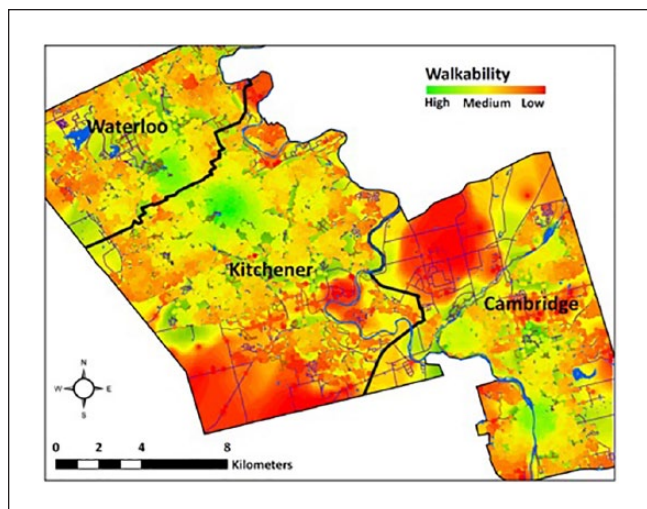 Walkability
High Medium Low
Waterloo
Kitchener
Cambridge
N
W E
S
0 2 4 8
Kilometers